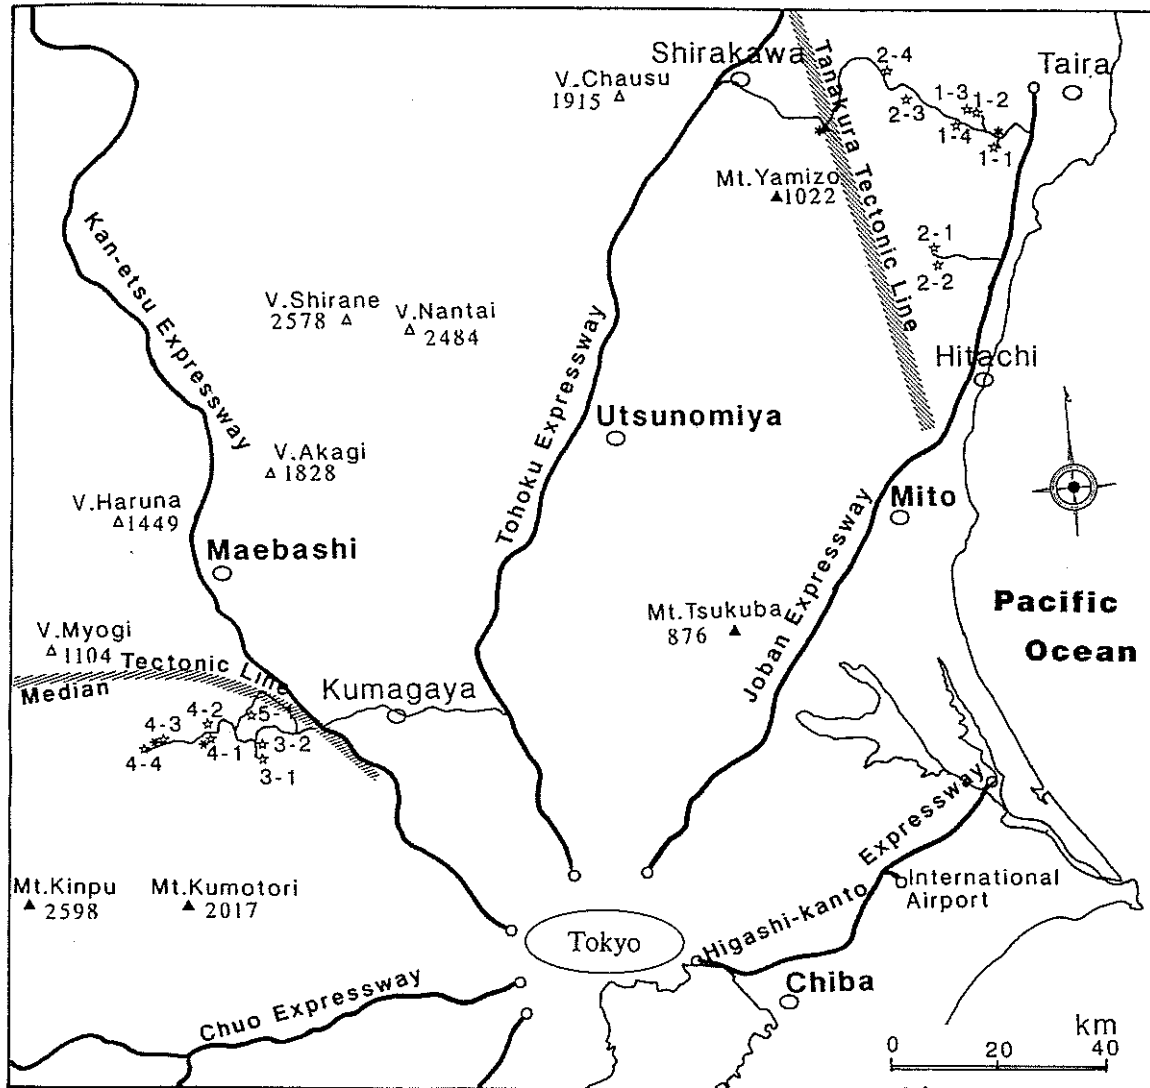 Shirakawa
V.Chausu
1915
Tanakura Tectonic Line
2-4
2-3
1-3
1-2
1-4
1-1
Taira
Mt.Yamizo
1022
2-1
2-2
Kan-etsu Expressway
V.Shirane
2578
V.Nantai
2484
Tohoku Expressway
Hitachi
Utsunomiya
V.Akagi
1828
V.Haruna
1449
Maebashi
Mito
Joban Expressway
Mt.Tsukuba
876
Pacific
Ocean
V.Myogi
1104
Median Tectonic Line
Kumagaya
4-3
4-2
5-1
4-4
4-1
3-2
3-1
Mt.Kinpu
2598
Mt.Kumotori
2017
Tokyo
Higashi-kanto Expressway
International
Airport
Chiba
Chuo Expressway
km
0 20 40